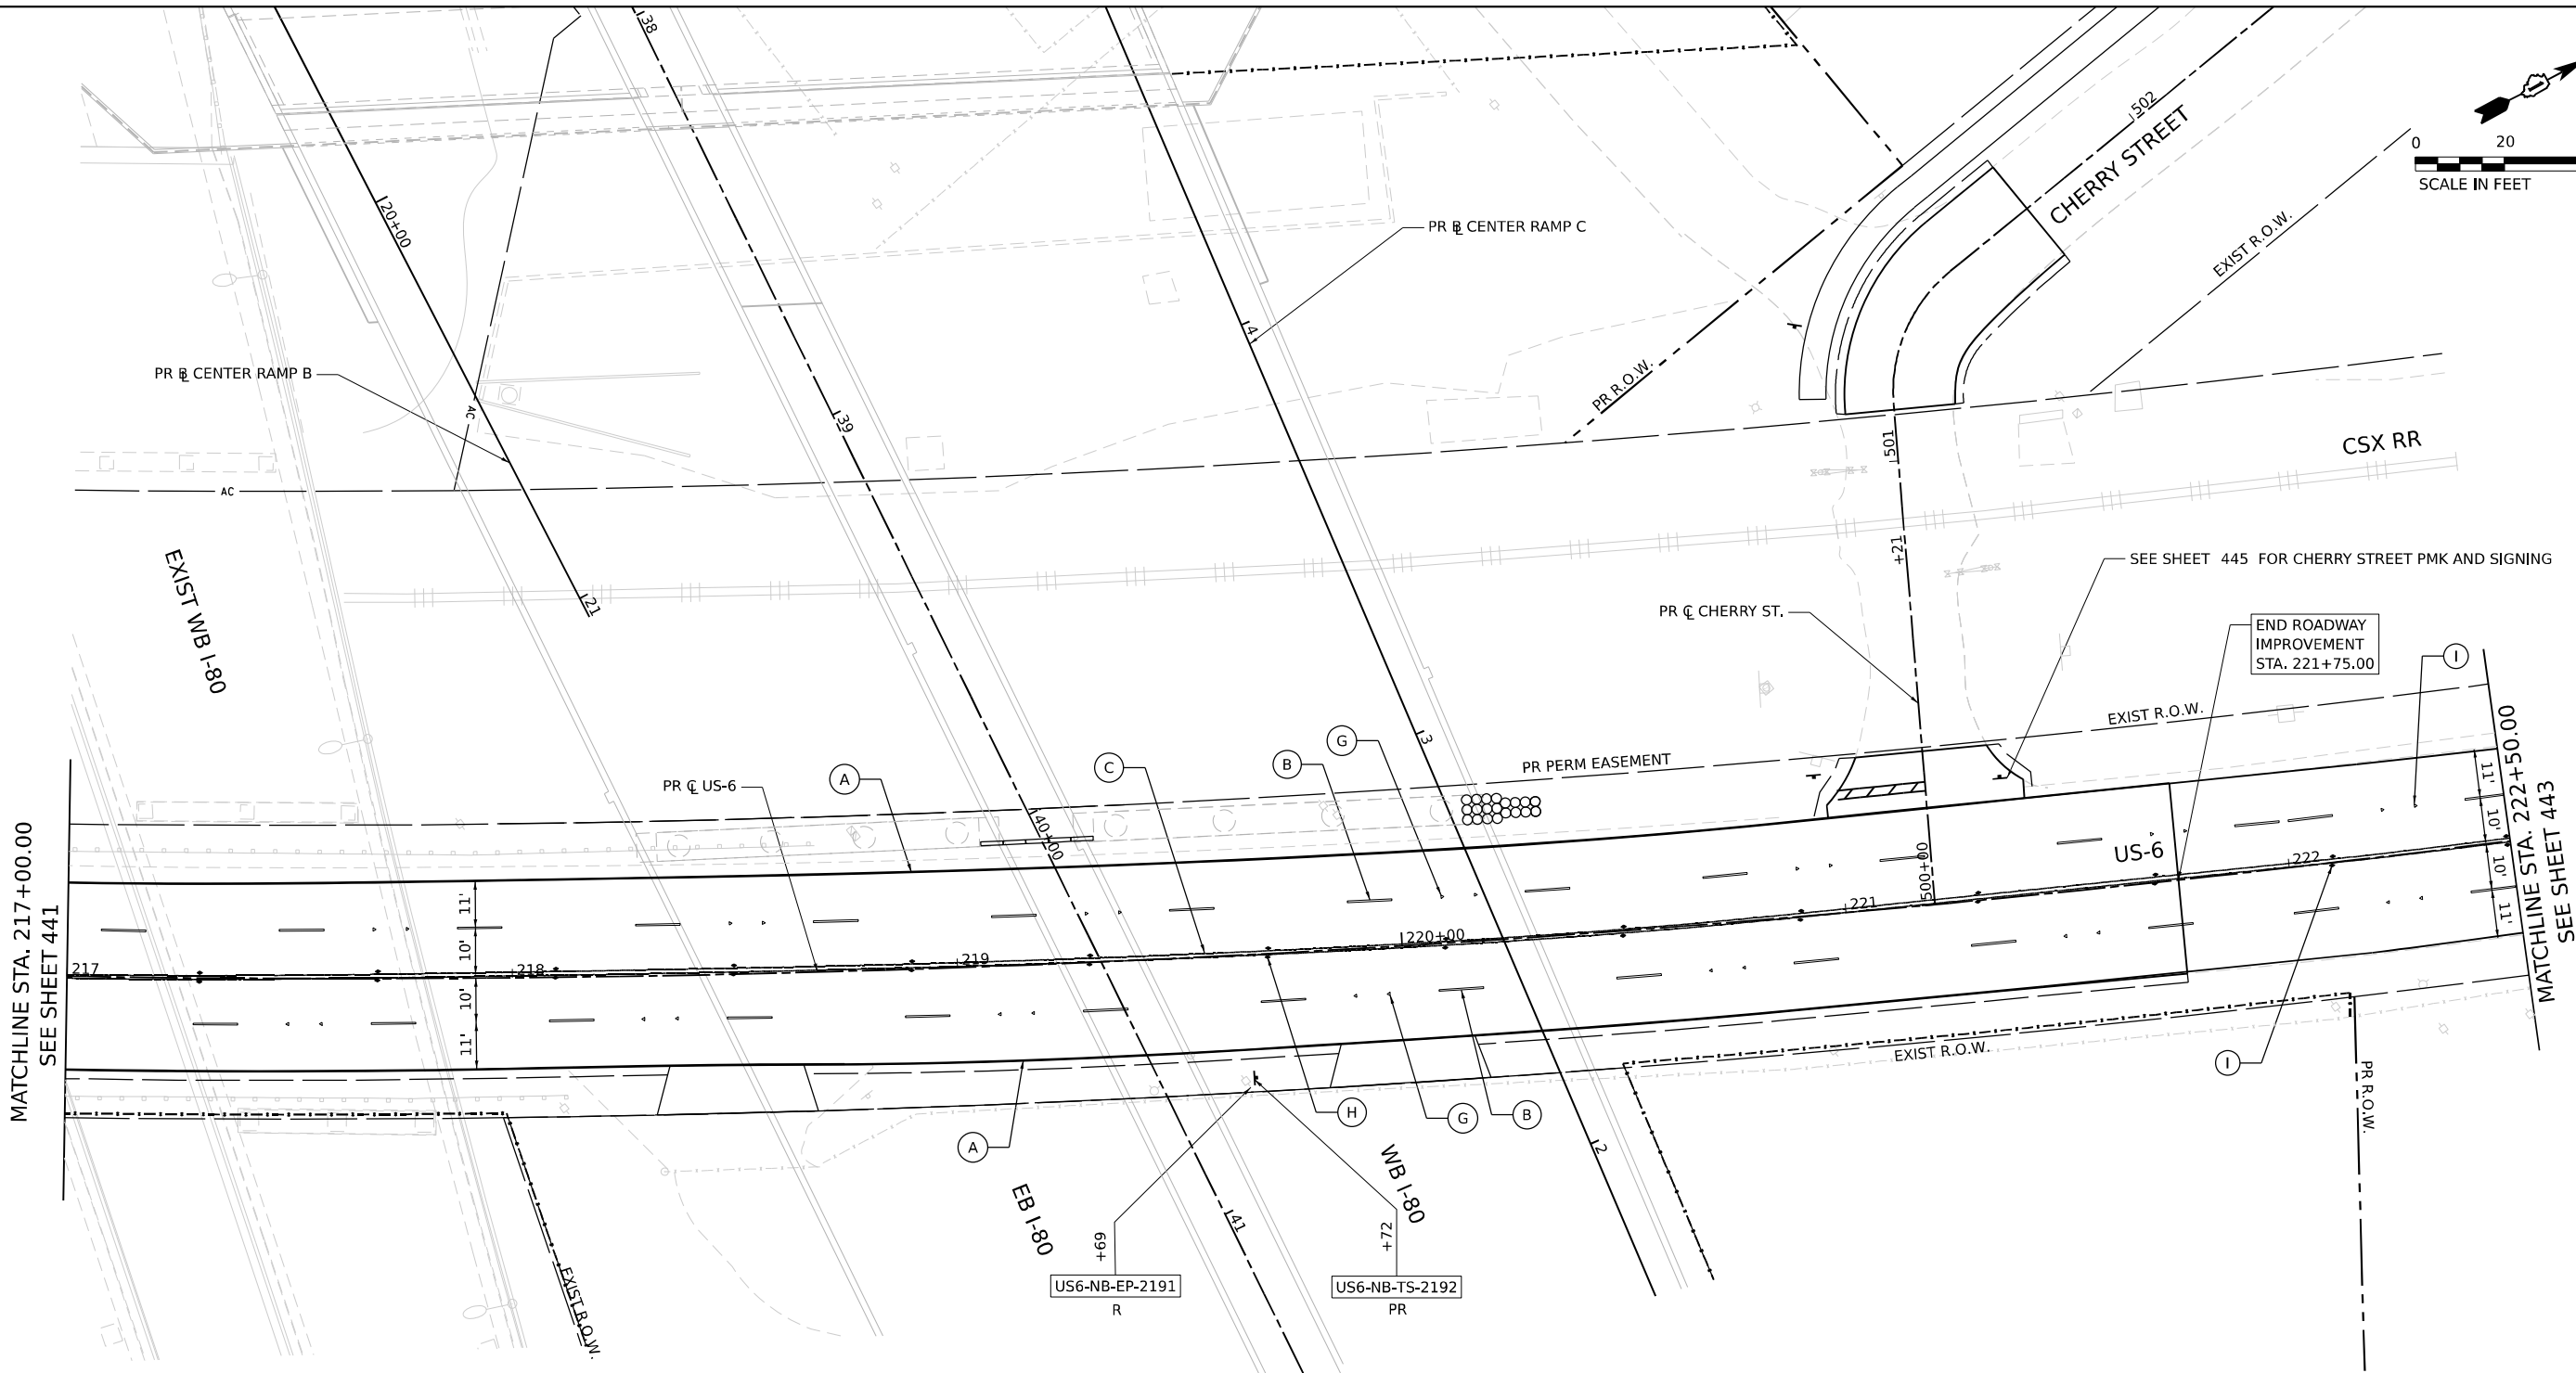 38
502
CHERRY STREET
0 20
SCALE IN FEET
20+00
PR BL CENTER RAMP C
EXIST R.O.W.
4
PR BL CENTER RAMP B
AC
39
PR R.O.W.
501
CSX RR
AC
+21
SEE SHEET 445 FOR CHERRY STREET PMK AND SIGNING
21
EXIST WB I-80
PR CL CHERRY ST.
END ROADWAY
IMPROVEMENT
STA. 221+75.00
I
EXIST R.O.W.
3
G
B
C
A
PR CL US-6
PR PERM EASEMENT
MATCHLINE STA. 217+00.00
SEE SHEET 441
MATCHLINE STA. 222+50.00
SEE SHEET 443
40+00
11'
10'
10'
11'
11'
10'
10'
11'
US-6
500+00
217
218
219
220+00
221
222
EXIST R.O.W.
I
PR R.O.W.
H
G
B
A
2
WB I-80
EB I-80
41
EXIST R.O.W.
+69
US6-NB-EP-2191
R
+72
US6-NB-TS-2192
PR